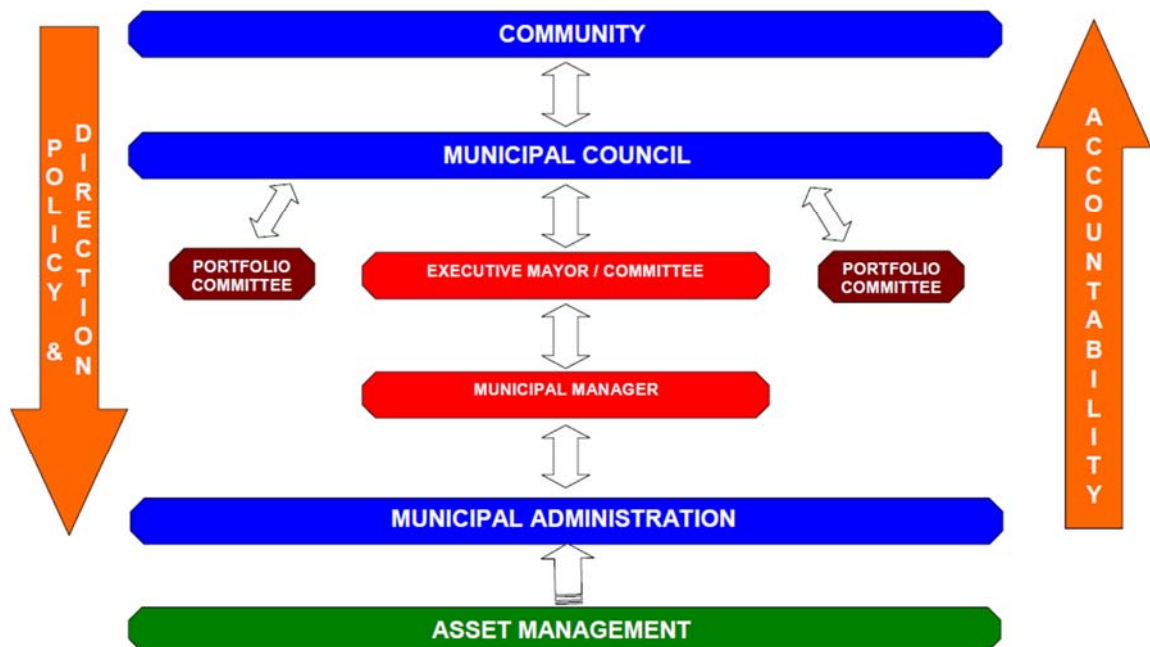 COMMUNITY
MUNICIPAL COUNCIL
PORTFOLIO
COMMITTEE
EXECUTIVE MAYOR / COMMITTEE
PORTFOLIO
COMMITTEE
MUNICIPAL MANAGER
MUNICIPAL ADMINISTRATION
ASSET MANAGEMENT
POLICY &
DIRECTION
ACCOUNTABILITY